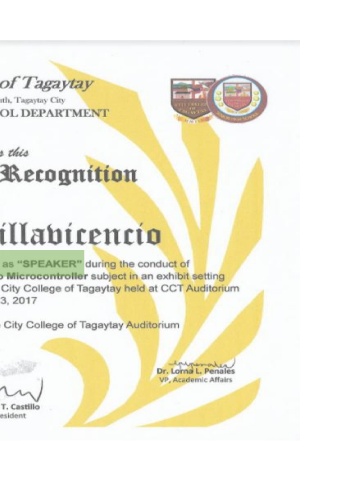 of Tagaytay
uth, Tagaytay City
OL DEPARTMENT
s this
Recognition
illavicencio
as "SPEAKER" during the conduct of
o Microcontroller subject in an exhibit setting
City College of Tagaytay held at CCT Auditorium
3, 2017
City College of Tagaytay Auditorium
Dr. Lorna L. Penales
VP, Academic Affairs
T. Castillo
esident